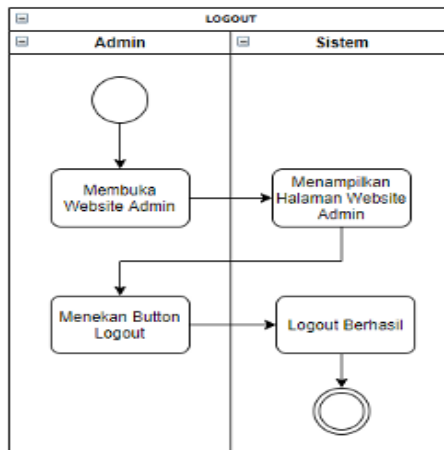 LOGOUT
Admin
Sistem
Membuka
Website Admin
Menampilkan
Halaman Website
Admin
Menekan Button
Logout
Logout Berhasil